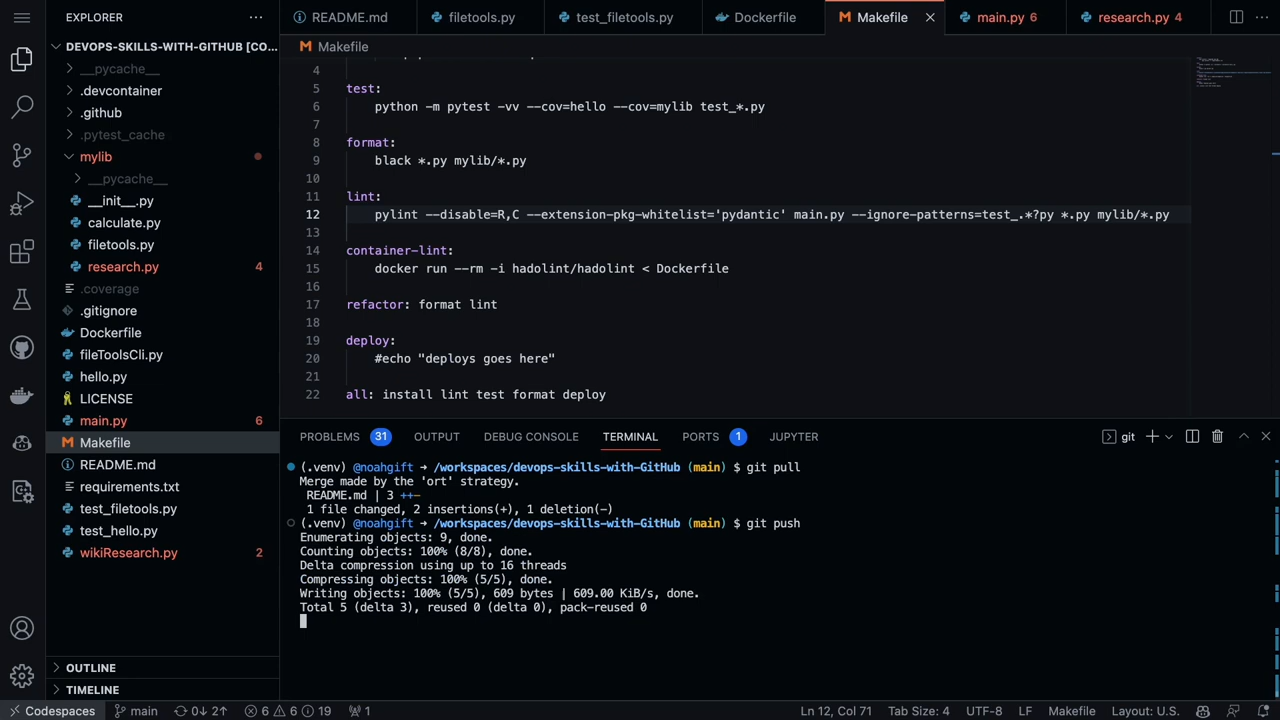 EXPLORER
README.md
filetools.py
test_filetools.py
Dockerfile
Makefile
main.py 6
research.py 4
DEVOPS-SKILLS-WITH-GITHUB [CO...
__pycache__
.devcontainer
.github
.pytest_cache
mylib
__pycache__
__init__.py
calculate.py
filetools.py
research.py 4
.coverage
.gitignore
Dockerfile
fileToolsCli.py
hello.py
LICENSE
main.py 6
Makefile
README.md
requirements.txt
test_filetools.py
test_hello.py
wikiResearch.py 2
OUTLINE
TIMELINE
Makefile
4
5 test:
6 python -m pytest -vv --cov=hello --cov=mylib test_*.py
7
8 format:
9 black *.py mylib/*.py
10
11 lint:
12 pylint --disable=R,C --extension-pkg-whitelist='pydantic' main.py --ignore-patterns=test_.*?py *.py mylib/*.py
13
14 container-lint:
15 docker run --rm -i hadolint/hadolint < Dockerfile
16
17 refactor: format lint
18
19 deploy:
20 #echo "deploys goes here"
21
22 all: install lint test format deploy
PROBLEMS 31 OUTPUT DEBUG CONSOLE TERMINAL PORTS 1 JUPYTER git
(.venv) @noahgift → /workspaces/devops-skills-with-GitHub (main) $ git pull
Merge made by the 'ort' strategy.
README.md | 3 ++-
1 file changed, 2 insertions(+), 1 deletion(-)
(.venv) @noahgift → /workspaces/devops-skills-with-GitHub (main) $ git push
Enumerating objects: 9, done.
Counting objects: 100% (8/8), done.
Delta compression using up to 16 threads
Compressing objects: 100% (5/5), done.
Writing objects: 100% (5/5), 609 bytes | 609.00 KiB/s, done.
Total 5 (delta 3), reused 0 (delta 0), pack-reused 0
Codespaces main 0↓ 2↑ 6 6 19 1 Ln 12, Col 71 Tab Size: 4 UTF-8 LF Makefile Layout: U.S.